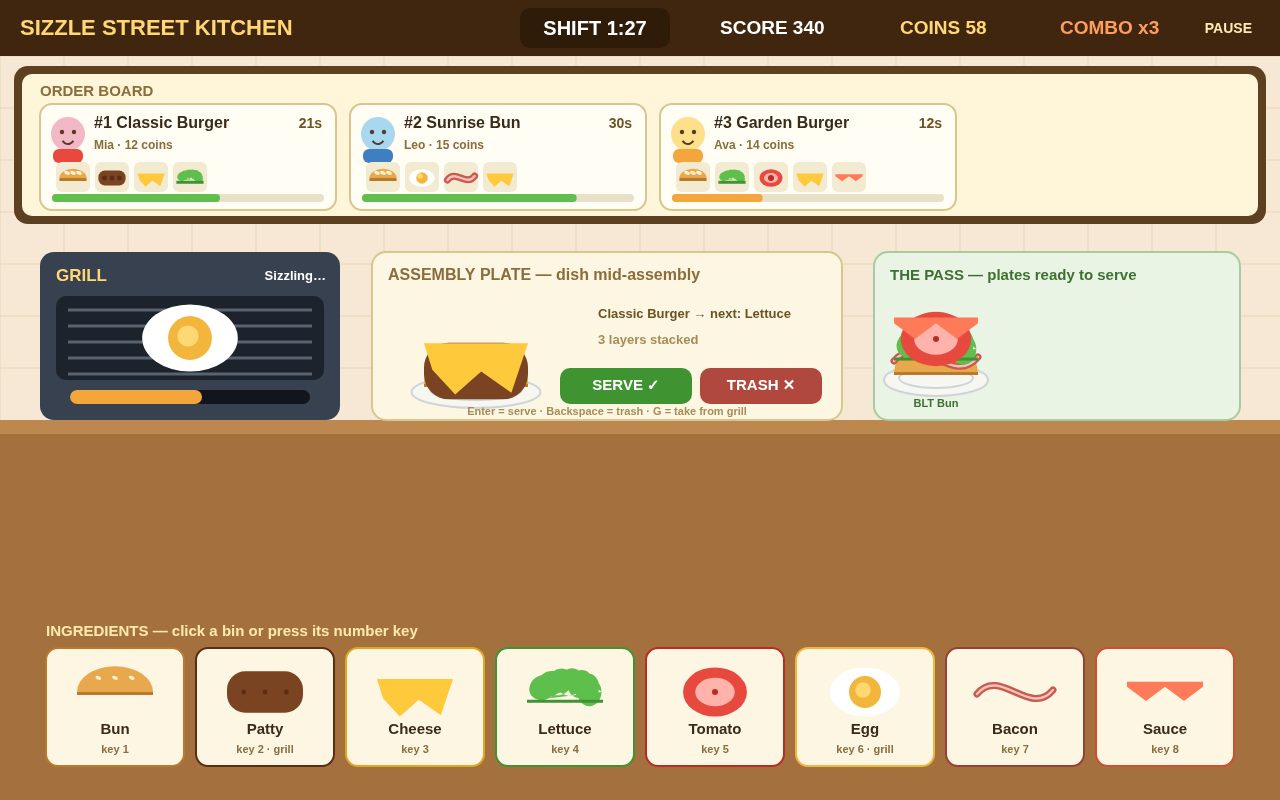 SIZZLE STREET KITCHEN
SHIFT 1:27
SCORE 340
COINS 58
COMBO x3
PAUSE
ORDER BOARD
#1 Classic Burger
21s
Mia · 12 coins
#2 Sunrise Bun
30s
Leo · 15 coins
#3 Garden Burger
12s
Ava · 14 coins
GRILL
Sizzling…
ASSEMBLY PLATE — dish mid-assembly
Classic Burger → next: Lettuce
3 layers stacked
SERVE ✓
TRASH ✕
Enter = serve · Backspace = trash · G = take from grill
THE PASS — plates ready to serve
BLT Bun
INGREDIENTS — click a bin or press its number key
Bun
key 1
Patty
key 2 · grill
Cheese
key 3
Lettuce
key 4
Tomato
key 5
Egg
key 6 · grill
Bacon
key 7
Sauce
key 8